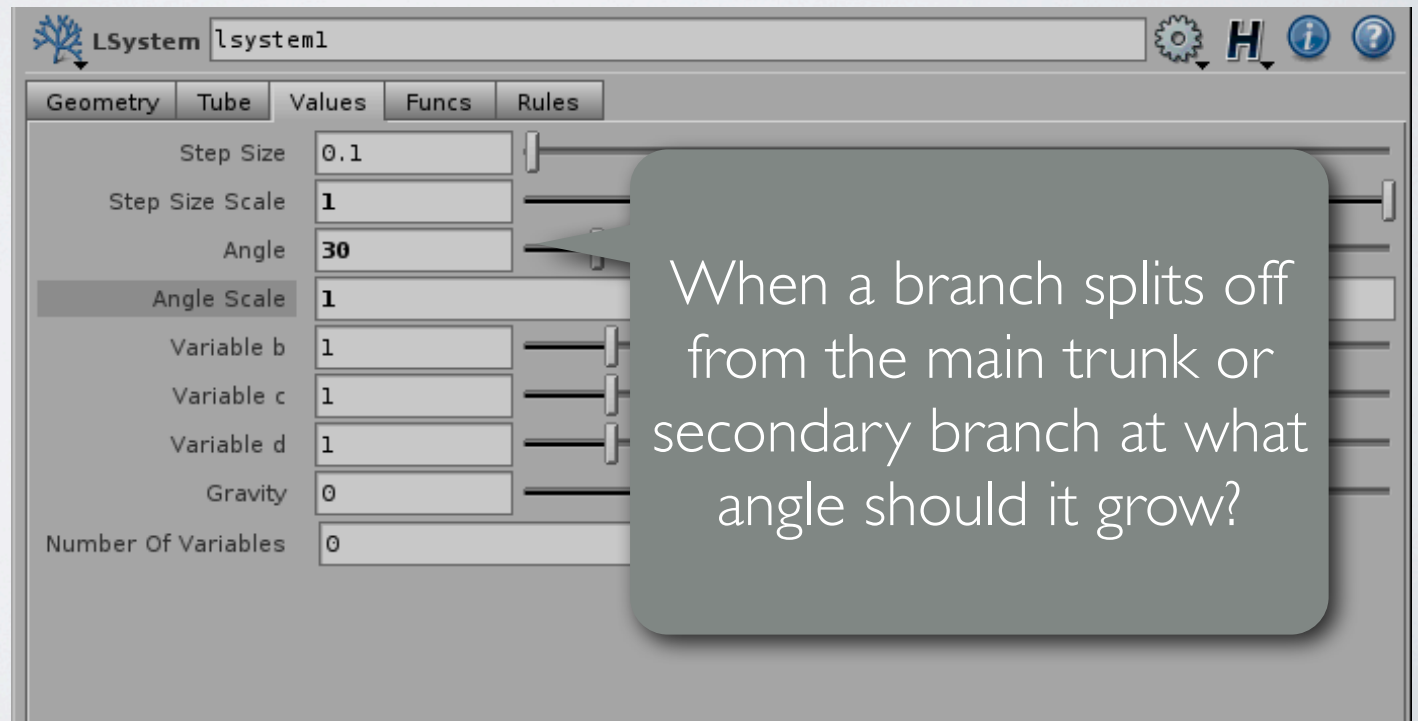 LSystem lsystem1
Geometry Tube Values Funcs Rules
Step Size 0.1
Step Size Scale 1
Angle 30
Angle Scale 1
Variable b 1
Variable c 1
Variable d 1
Gravity 0
Number Of Variables 0
When a branch splits off
from the main trunk or
secondary branch at what
angle should it grow?